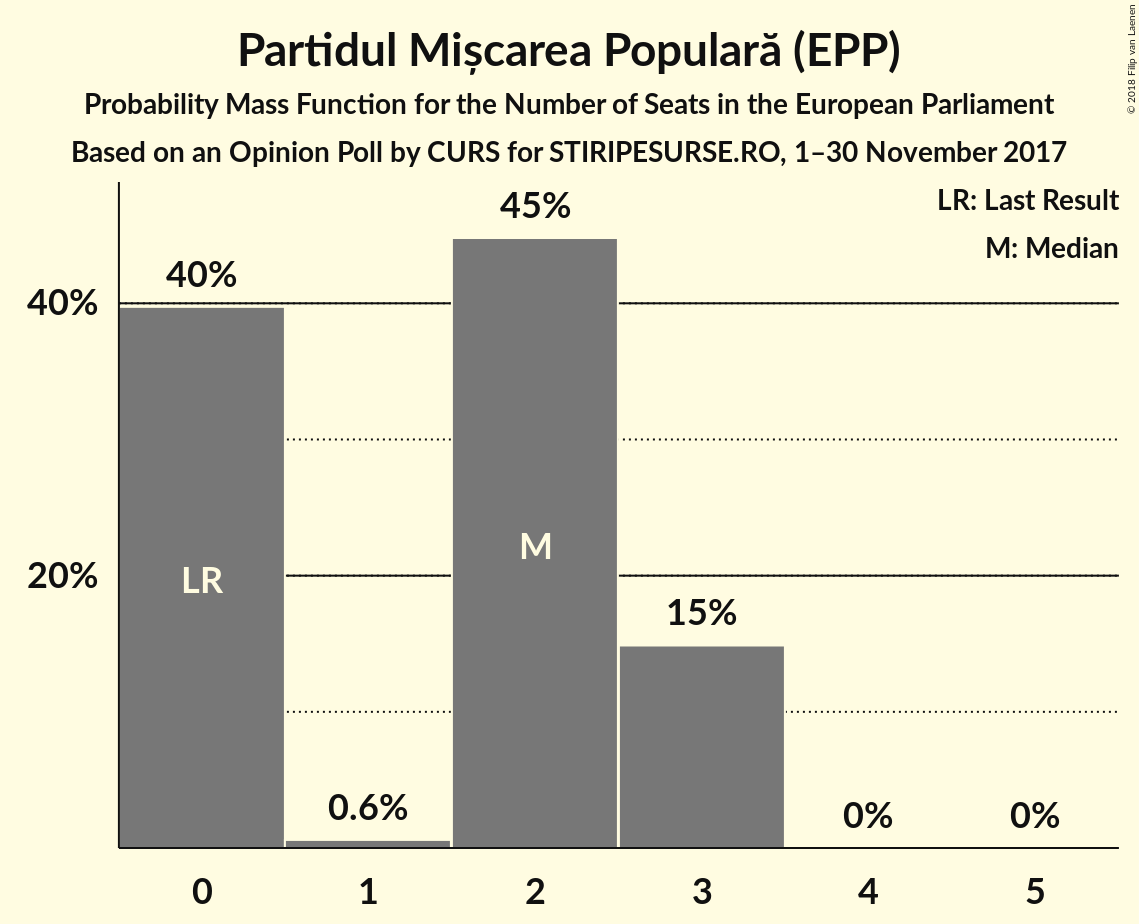 Partidul Mișcarea Populară (EPP)
Probability Mass Function for the Number of Seats in the European Parliament
Based on an Opinion Poll by CURS for STIRIPESURSE.RO, 1–30 November 2017
© 2018 Filip van Laenen
LR: Last Result
M: Median
45%
40%
40%
M
20%
LR
15%
0.6%
0%
0%
0 1 2 3 4 5